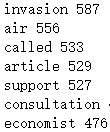 invasion 587
air 556
called 533
article 529
support 527
consultation
economist 476